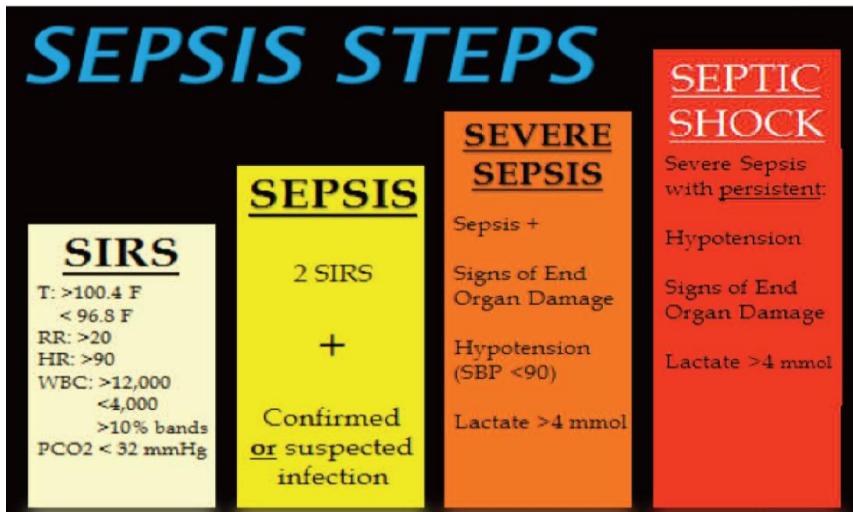 SEPSIS STEPS
SIRS
T: >100.4 F
< 96.8 F
RR: >20
HR: >90
WBC: >12,000
<4,000
>10% bands
PCO2 < 32 mmHg
SEPSIS
2 SIRS
+
Confirmed
or suspected
infection
SEVERE
SEPSIS
Sepsis +
Signs of End
Organ Damage
Hypotension
(SBP <90)
Lactate >4 mmol
SEPTIC
SHOCK
Severe Sepsis
with persistent:
Hypotension
Signs of End
Organ Damage
Lactate >4 mmol